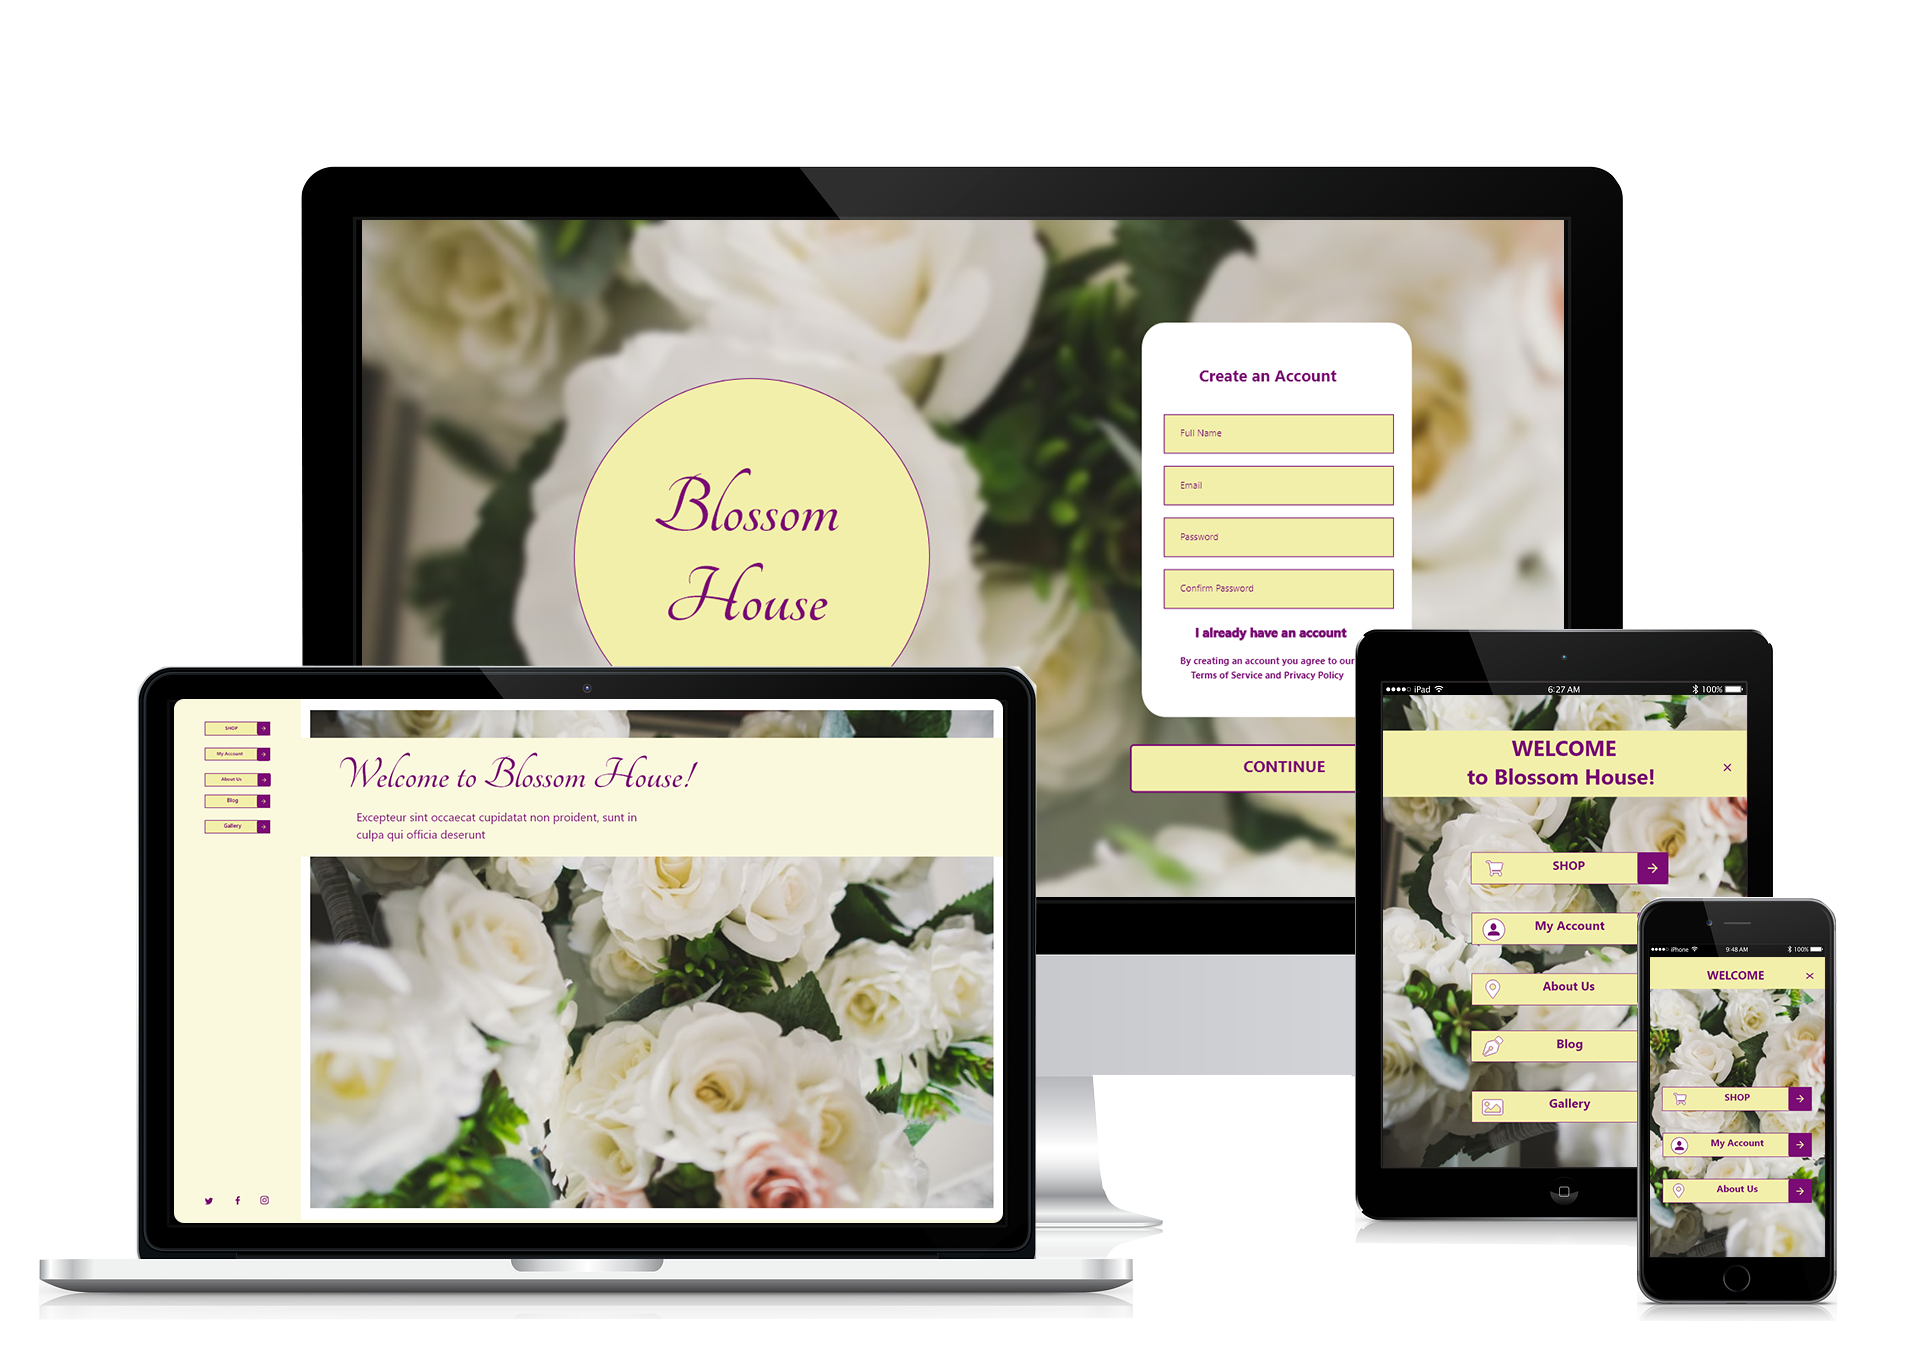 Blossom
House
Create an Account
Full Name
Email
Password
Confirm Password
I already have an account
By creating an account you agree to our
Terms of Service and Privacy Policy
CONTINUE
SHOP
My Account
About Us
Blog
Gallery
Welcome to Blossom House!
Excepteur sint occaecat cupidatat non proident, sunt in
culpa qui officia deserunt
iPad 6:27 AM 100%
WELCOME
to Blossom House!
SHOP
My Account
About Us
Blog
Gallery
iPhone 9:48 AM 100%
WELCOME
SHOP
My Account
About Us